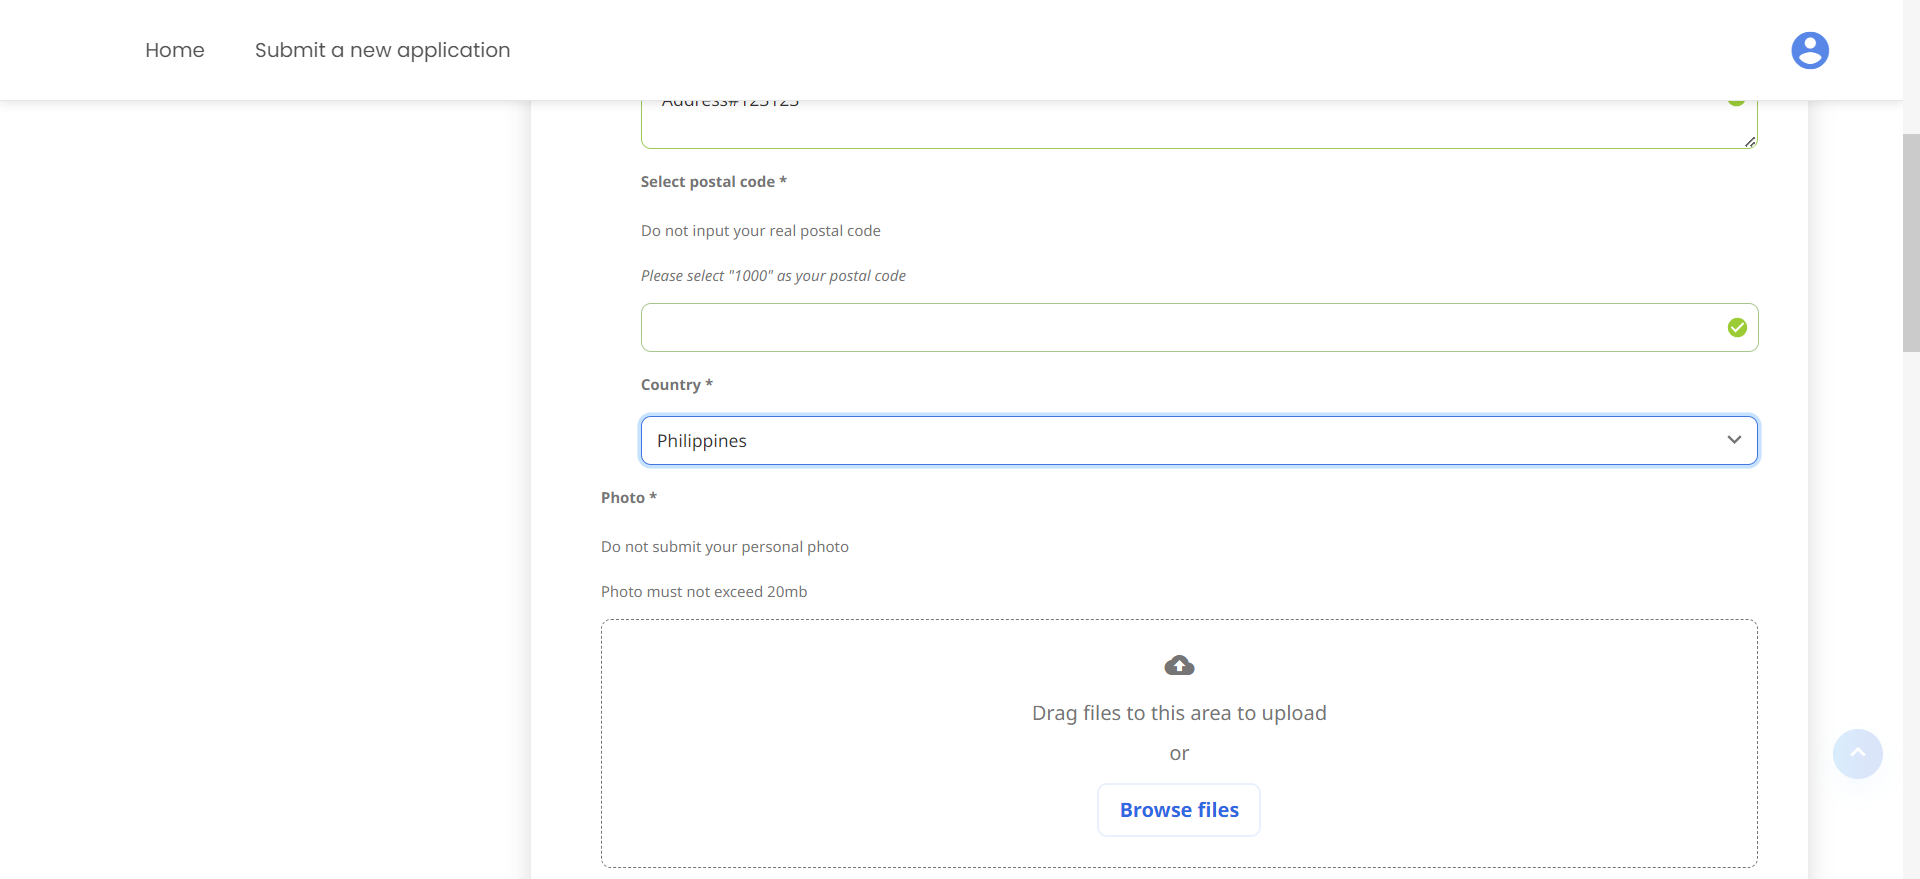 Home Submit a new application
Address#123123
Select postal code *
Do not input your real postal code
Please select "1000" as your postal code
Country *
Philippines
Photo *
Do not submit your personal photo
Photo must not exceed 20mb
Drag files to this area to upload
or
Browse files